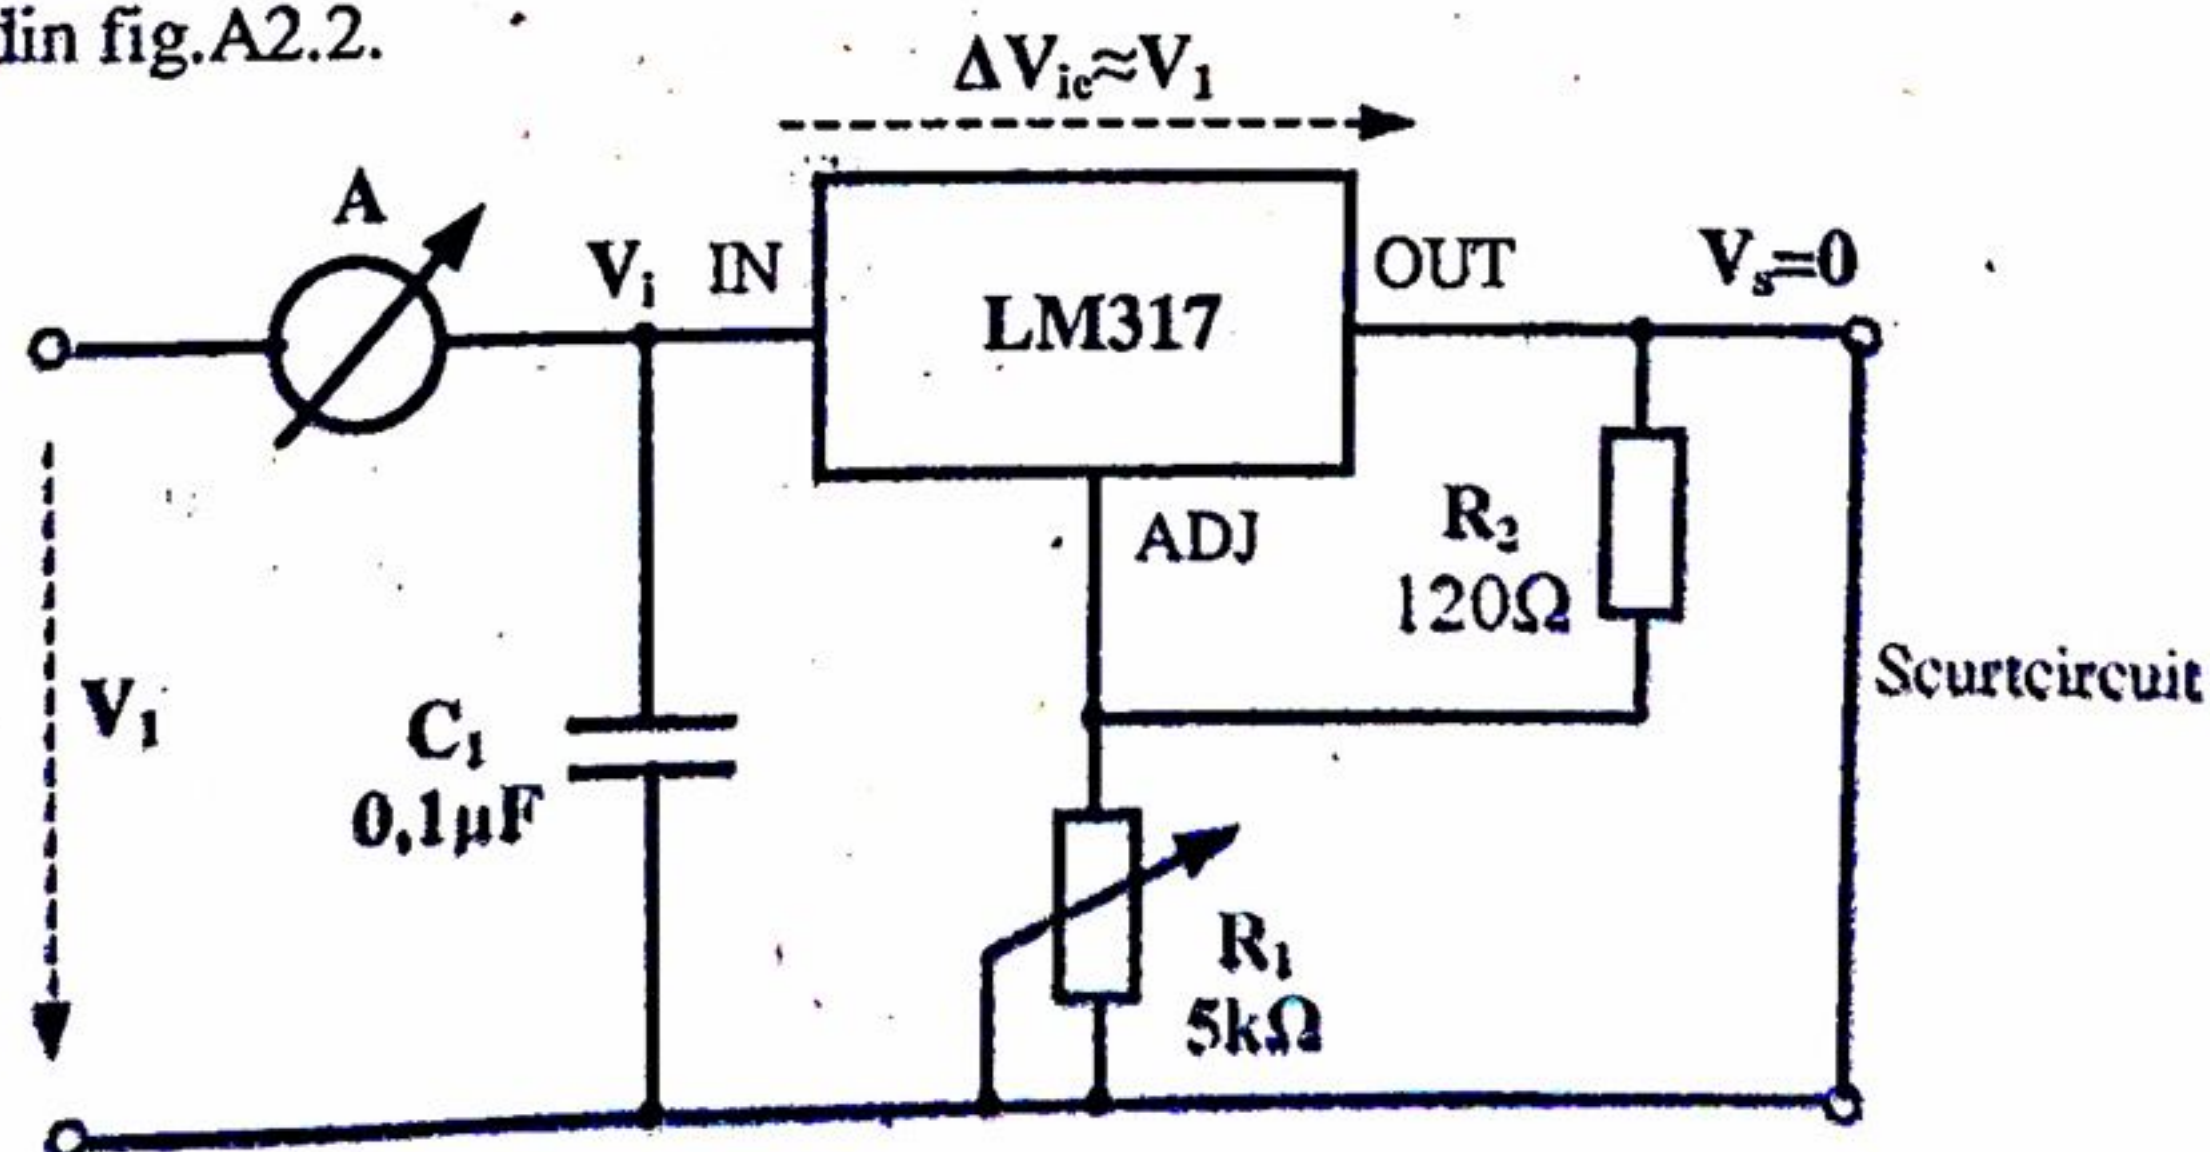 din fig.A2.2.
ΔVie≈V1
A
Vi IN
LM317
OUT
Vs=0
ADJ
R2
120Ω
Scurtcircuit
V1
C1
0,1µF
R1
5kΩ